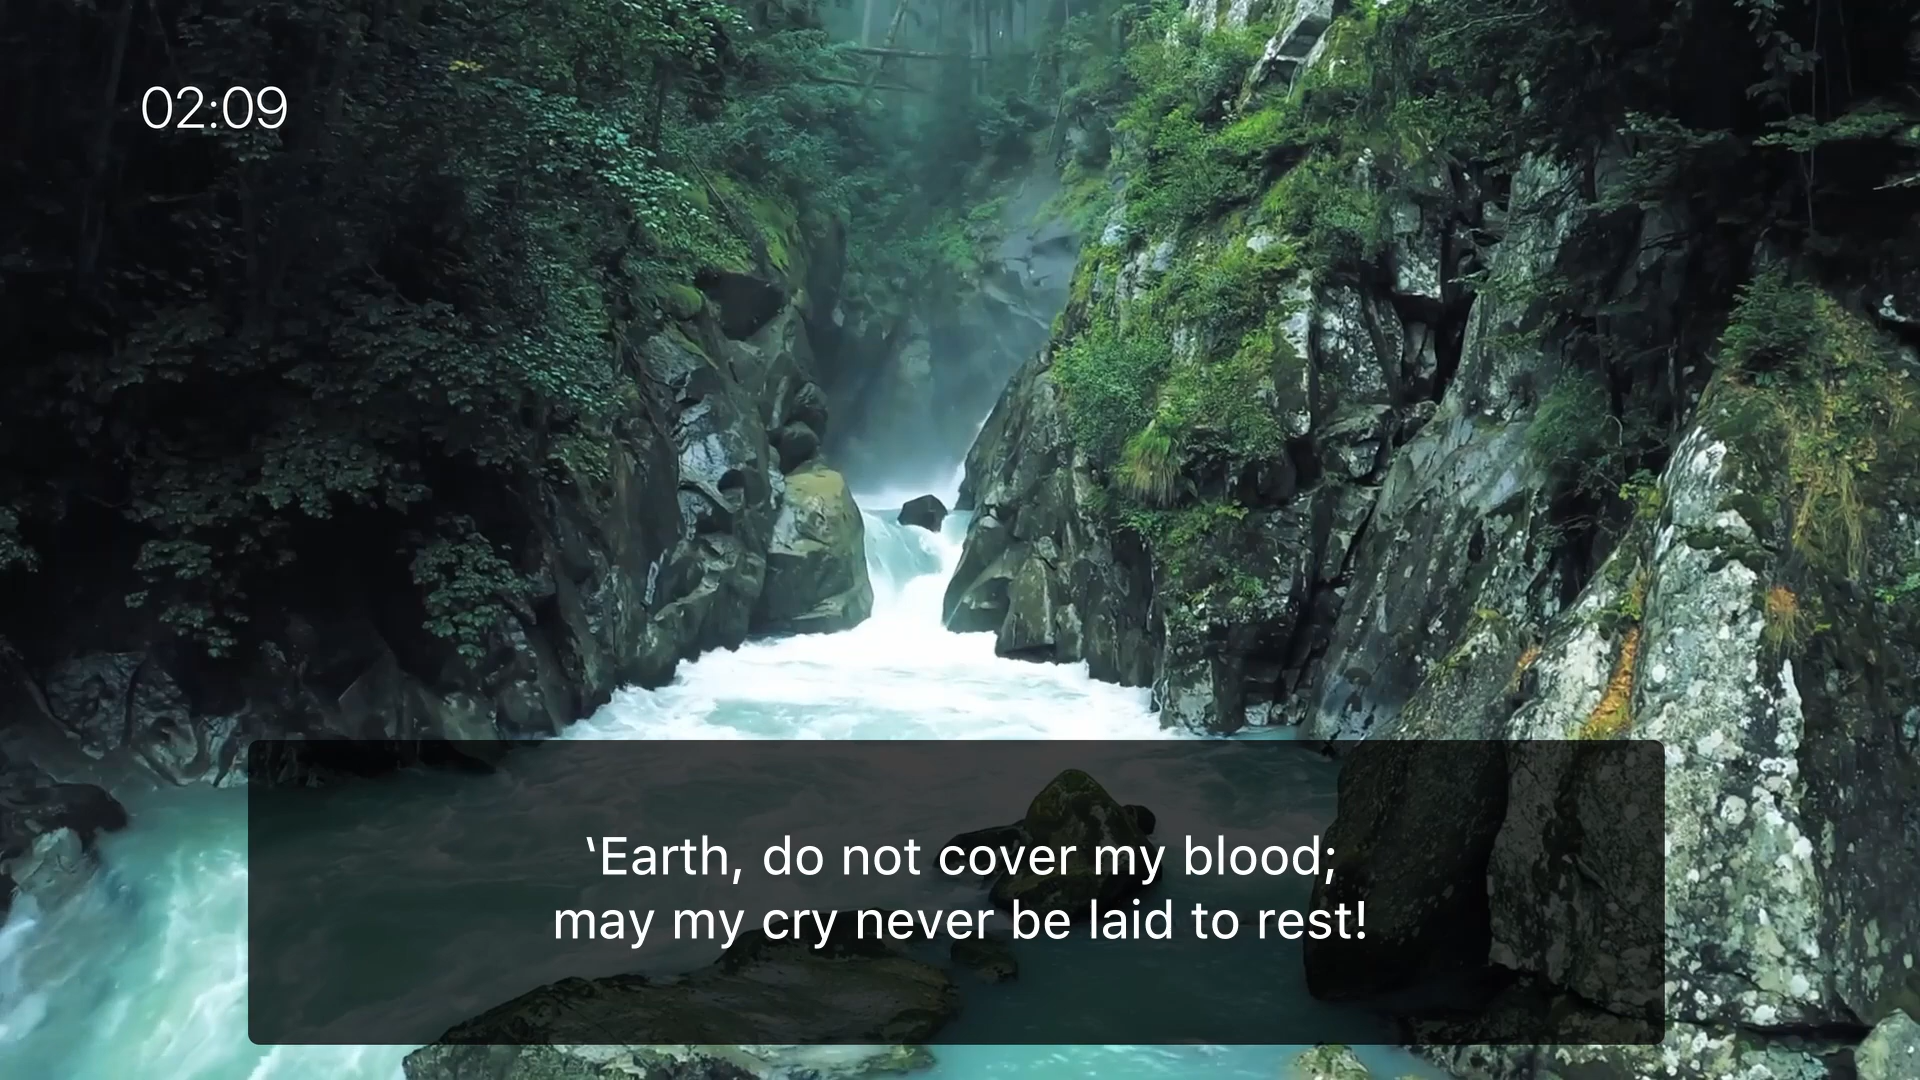 02:09
‘Earth, do not cover my blood;
may my cry never be laid to rest!